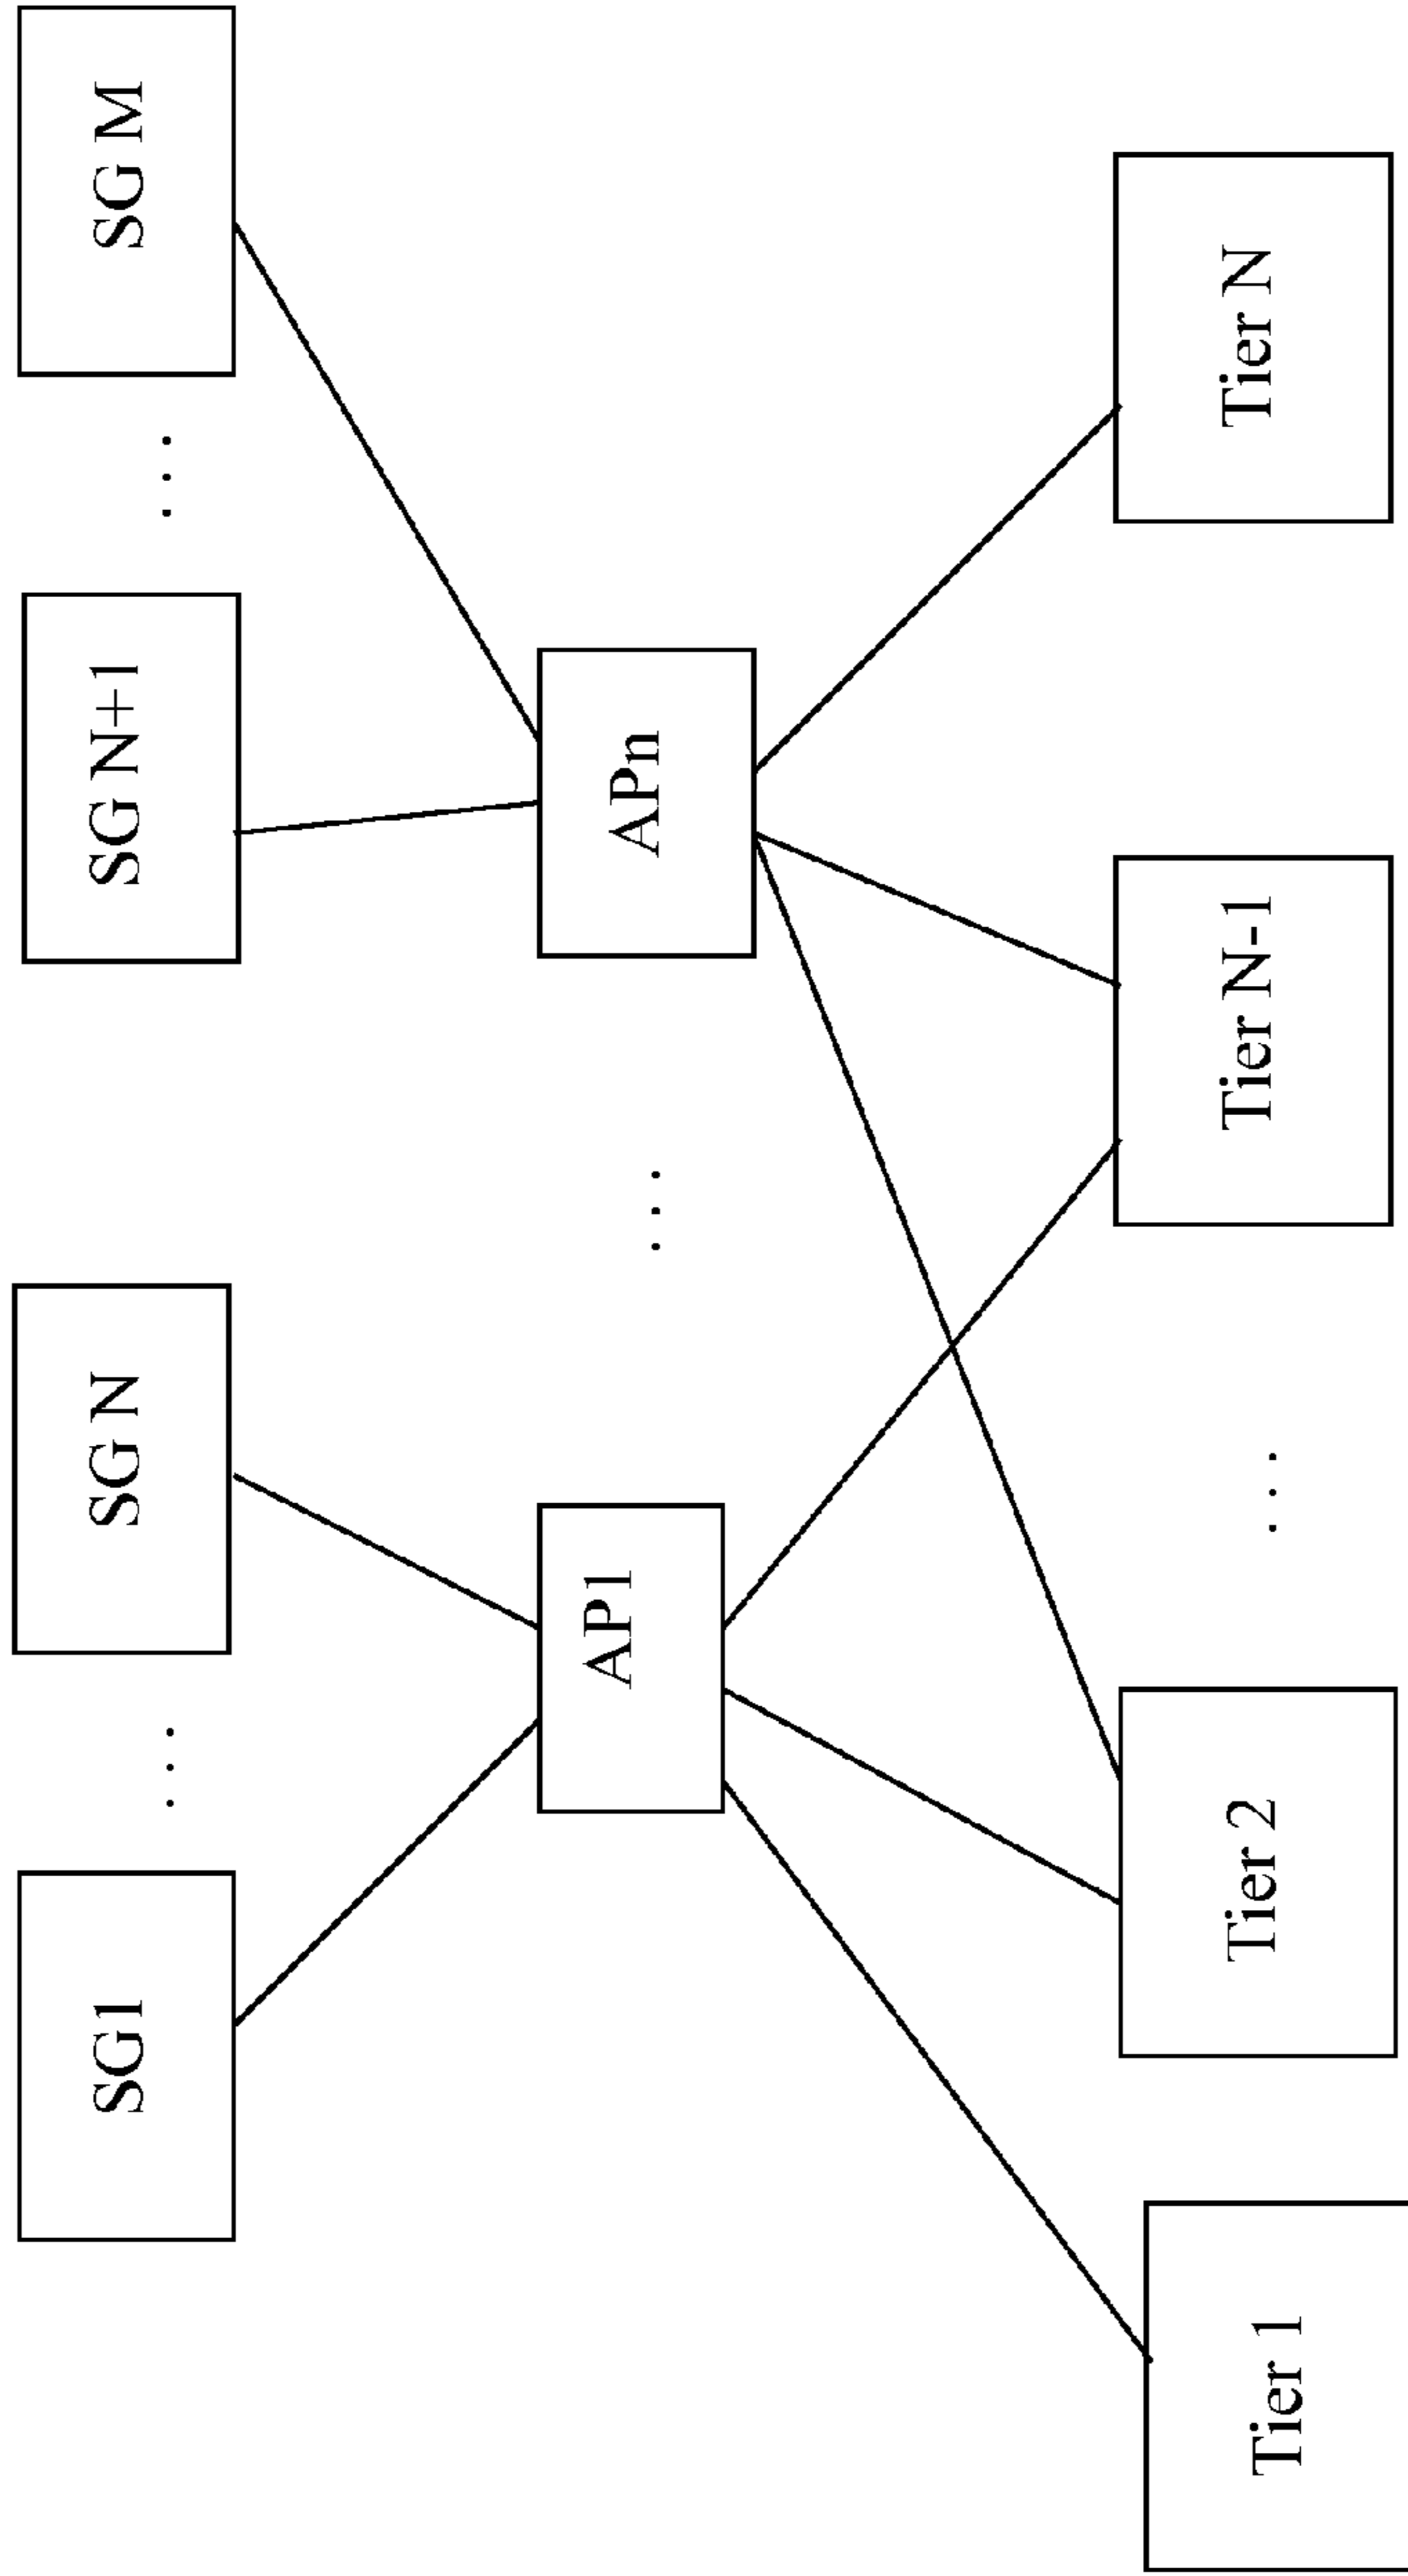 SG1
...
SG N
SG N+1
...
SG M
AP1
...
APn
Tier 1
Tier 2
...
Tier N-1
Tier N